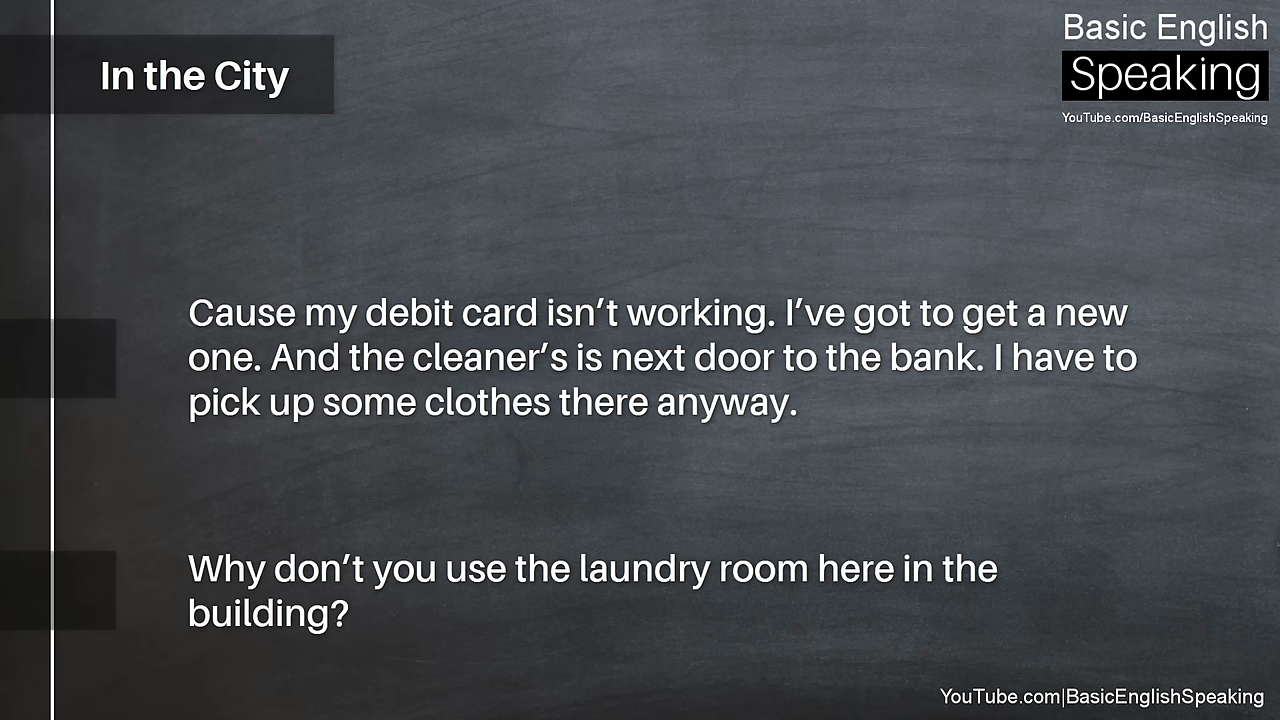 Basic English
Speaking
YouTube.com/BasicEnglishSpeaking
In the City
Cause my debit card isn’t working. I’ve got to get a new
one. And the cleaner’s is next door to the bank. I have to
pick up some clothes there anyway.
Why don’t you use the laundry room here in the
building?
YouTube.com|BasicEnglishSpeaking